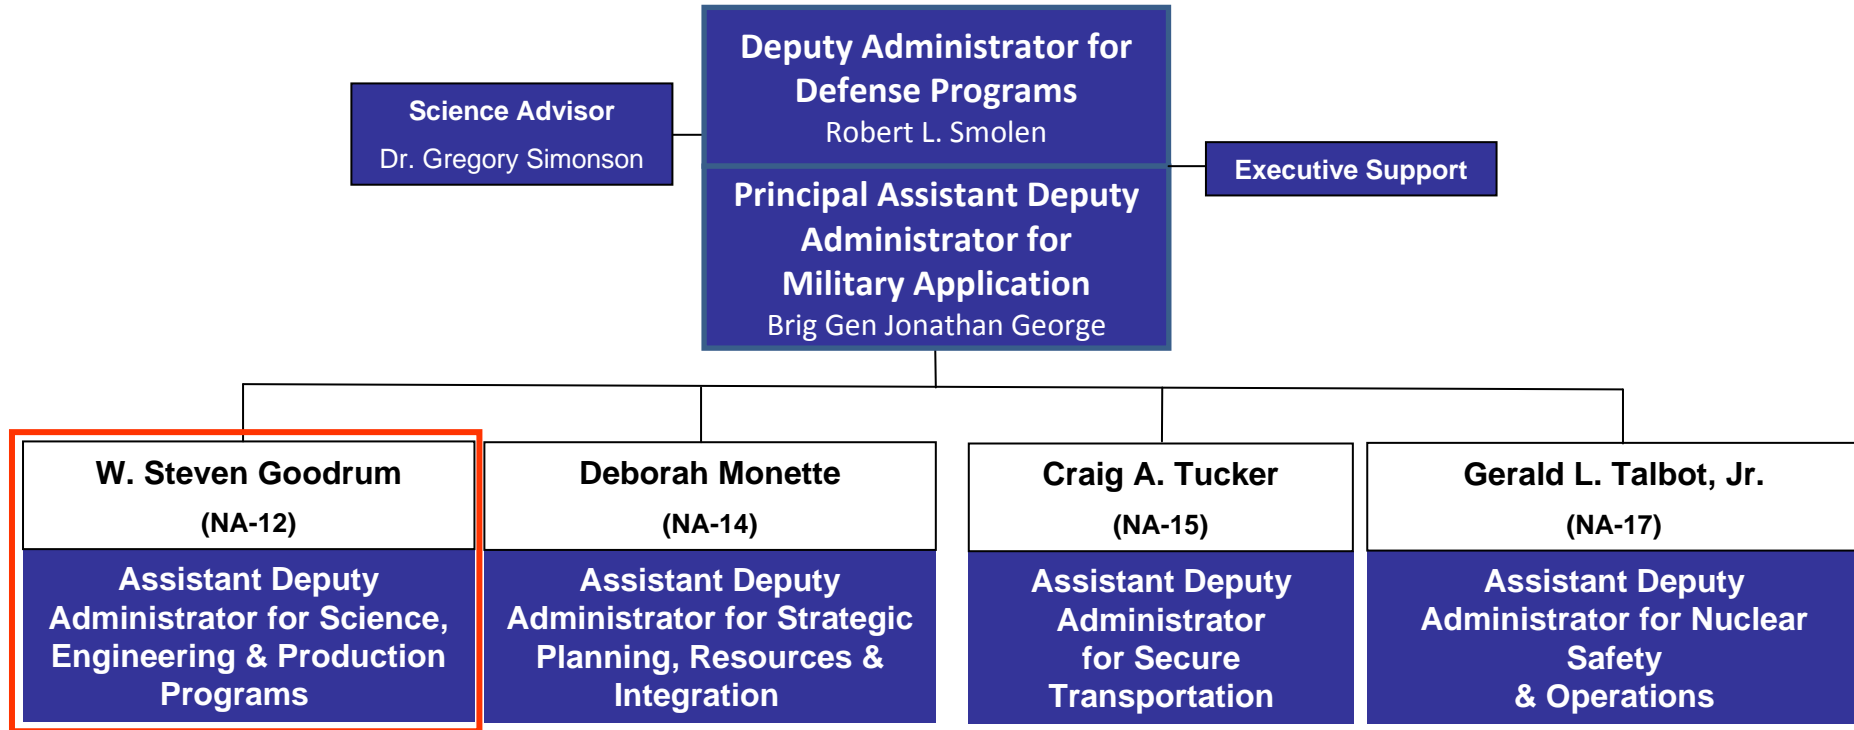 Deputy Administrator for
Defense Programs
Robert L. Smolen
Science Advisor
Dr. Gregory Simonson
Executive Support
Principal Assistant Deputy
Administrator for
Military Application
Brig Gen Jonathan George
W. Steven Goodrum
(NA-12)
Assistant Deputy
Administrator for Science,
Engineering & Production
Programs
Deborah Monette
(NA-14)
Assistant Deputy
Administrator for Strategic
Planning, Resources &
Integration
Craig A. Tucker
(NA-15)
Assistant Deputy
Administrator
for Secure
Transportation
Gerald L. Talbot, Jr.
(NA-17)
Assistant Deputy
Administrator for Nuclear
Safety
& Operations